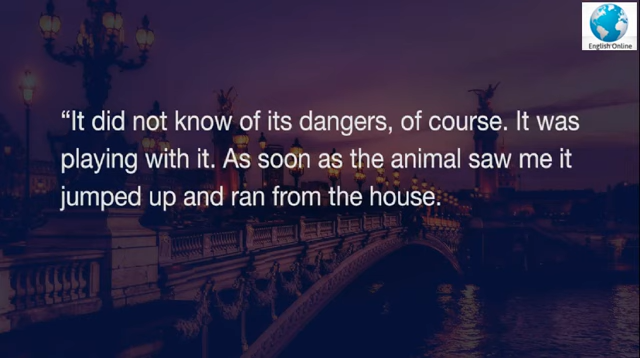 English Online
“It did not know of its dangers, of course. It was
playing with it. As soon as the animal saw me it
jumped up and ran from the house.